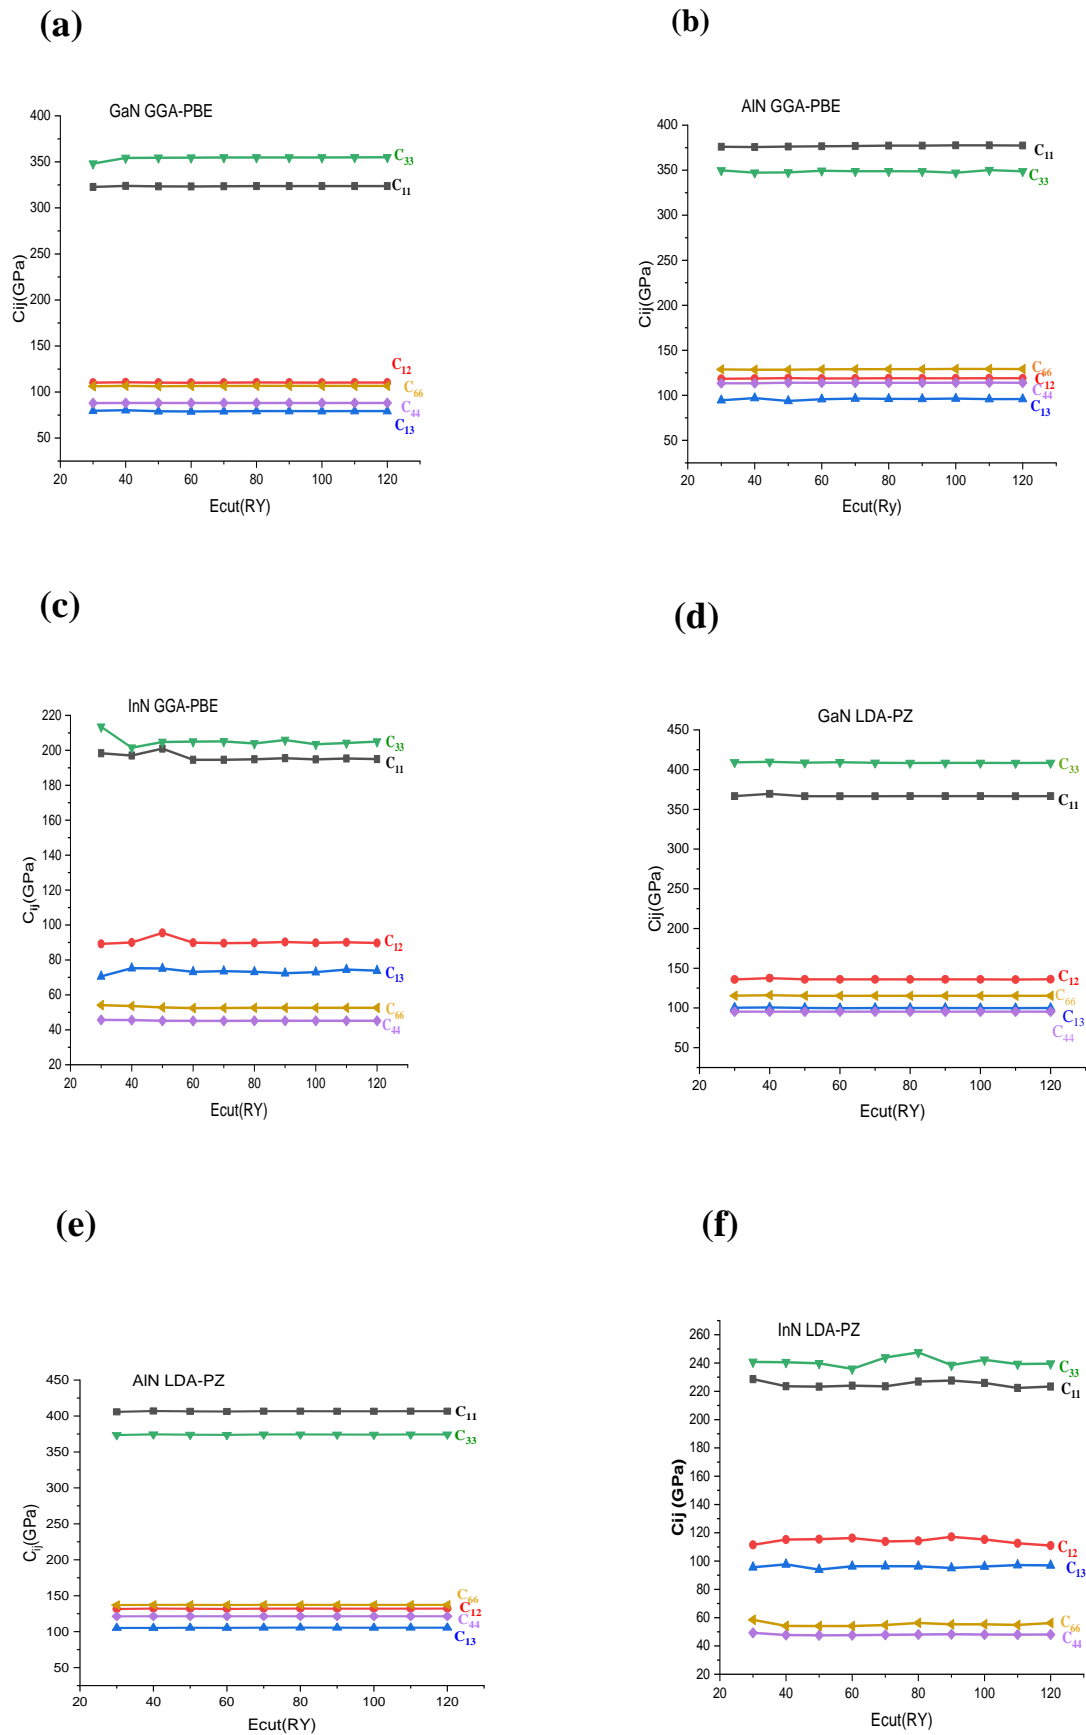 (a)
GaN GGA-PBE
400
350
300
250
200
150
100
50
20
40
60
80
100
120
Cij(GPa)
Ecut(RY)
C33
C11
C12
C66
C44
C13
(b)
AlN GGA-PBE
400
350
300
250
200
150
100
50
20
40
60
80
100
120
Cij(GPa)
Ecut(Ry)
C11
C33
C66
C12
C44
C13
(c)
InN GGA-PBE
220
200
180
160
140
120
100
80
60
40
20
20
40
60
80
100
120
Cij(GPa)
Ecut(RY)
C33
C11
C12
C13
C66
C44
(d)
GaN LDA-PZ
450
400
350
300
250
200
150
100
50
20
40
60
80
100
120
Cij(GPa)
Ecut(RY)
C33
C11
C12
C66
C13
C44
(e)
AlN LDA-PZ
450
400
350
300
250
200
150
100
50
20
40
60
80
100
120
Cij(GPa)
Ecut(RY)
C11
C33
C66
C12
C44
C13
(f)
InN LDA-PZ
260
240
220
200
180
160
140
120
100
80
60
40
20
20
40
60
80
100
120
Cij (GPa)
Ecut(RY)
C33
C11
C12
C13
C66
C44